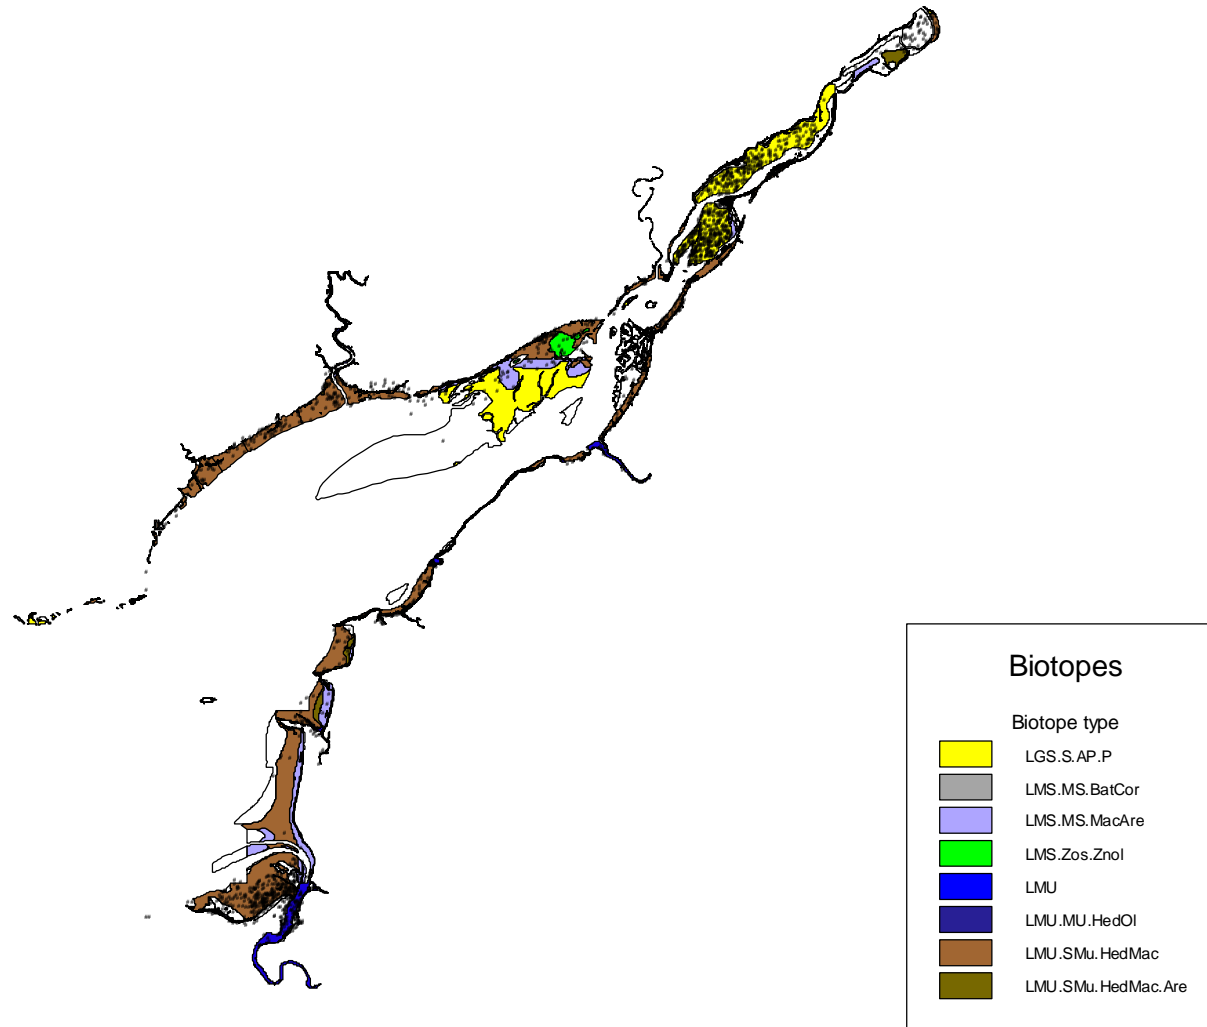 Biotopes
Biotope type
LGS.S.AP.P
LMS.MS.BatCor
LMS.MS.MacAre
LMS.Zos.Znol
LMU
LMU.MU.HedOl
LMU.SMu.HedMac
LMU.SMu.HedMac.Are